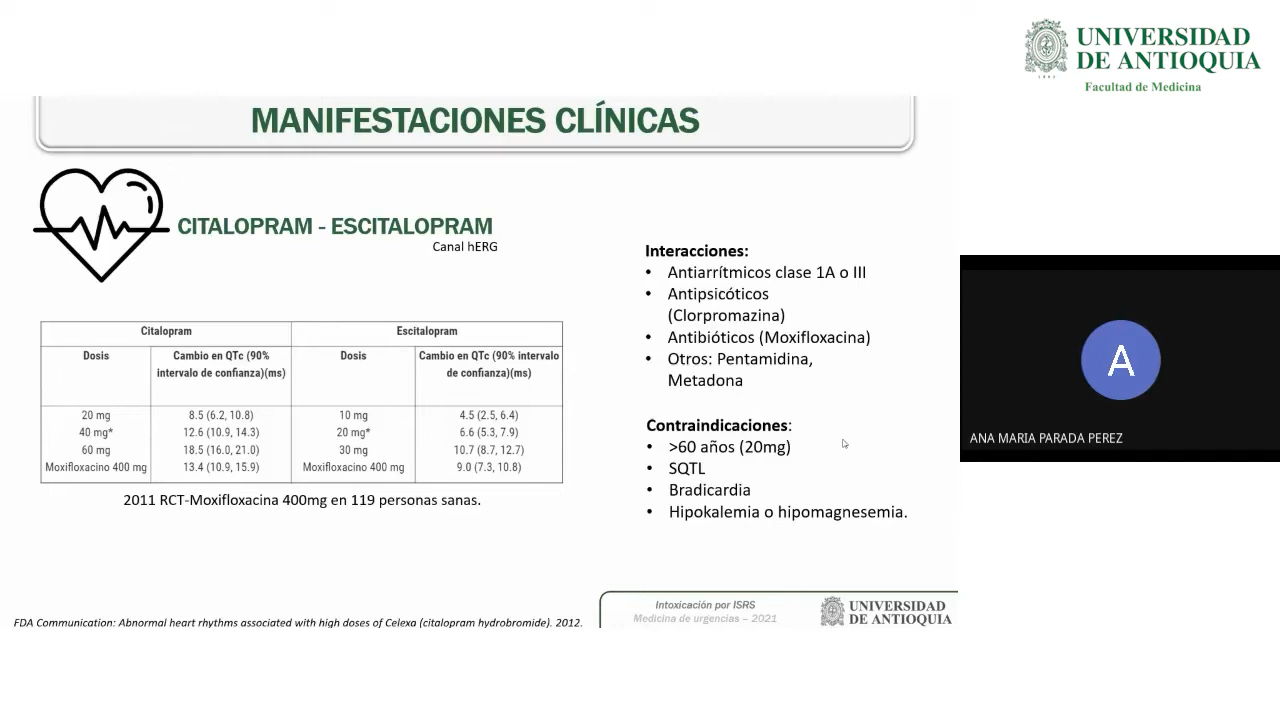 UNIVERSIDAD
DE ANTIOQUIA
1803
Facultad de Medicina
MANIFESTACIONES CLÍNICAS
CITALOPRAM - ESCITALOPRAM
Canal hERG
Citalopram Escitalopram
Dosis Cambio en QTc (90% intervalo de confianza)(ms) Dosis Cambio en QTc (90% intervalo de confianza)(ms)
20 mg 8.5 (6.2, 10.8) 10 mg 4.5 (2.5, 6.4)
40 mg* 12.6 (10.9, 14.3) 20 mg* 6.6 (5.3, 7.9)
60 mg 18.5 (16.0, 21.0) 30 mg 10.7 (8.7, 12.7)
Moxifloxacino 400 mg 13.4 (10.9, 15.9) Moxifloxacino 400 mg 9.0 (7.3, 10.8)
2011 RCT-Moxifloxacina 400mg en 119 personas sanas.
Interacciones:
• Antiarrítmicos clase 1A o III
• Antipsicóticos
(Clorpromazina)
• Antibióticos (Moxifloxacina)
• Otros: Pentamidina,
Metadona
Contraindicaciones:
• >60 años (20mg)
• SQTL
• Bradicardia
• Hipokalemia o hipomagnesemia.
A
ANA MARIA PARADA PEREZ
FDA Communication: Abnormal heart rhythms associated with high doses of Celexa (citalopram hydrobromide). 2012.
Intoxicación por ISRS
Medicina de urgencias – 2021
UNIVERSIDAD
DE ANTIOQUIA